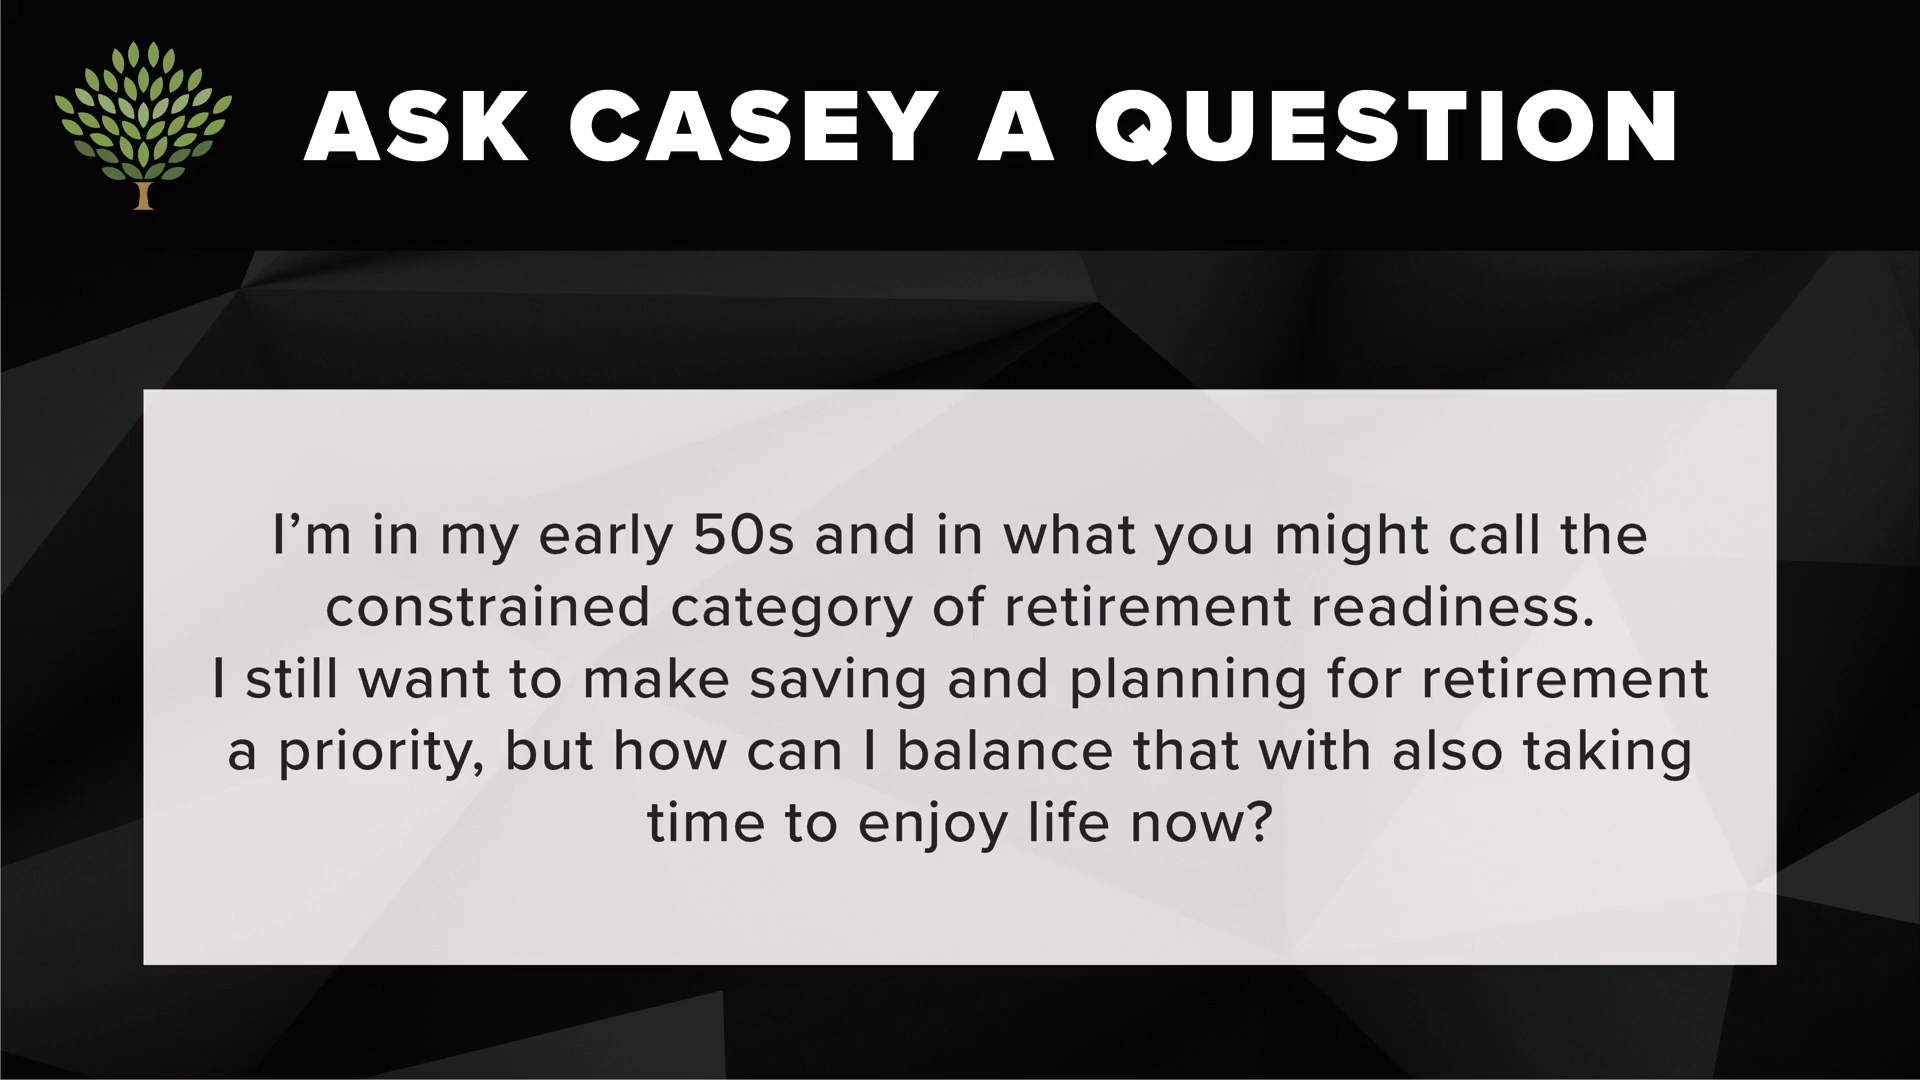 ASK CASEY A QUESTION
I’m in my early 50s and in what you might call the
constrained category of retirement readiness.
I still want to make saving and planning for retirement
a priority, but how can I balance that with also taking
time to enjoy life now?